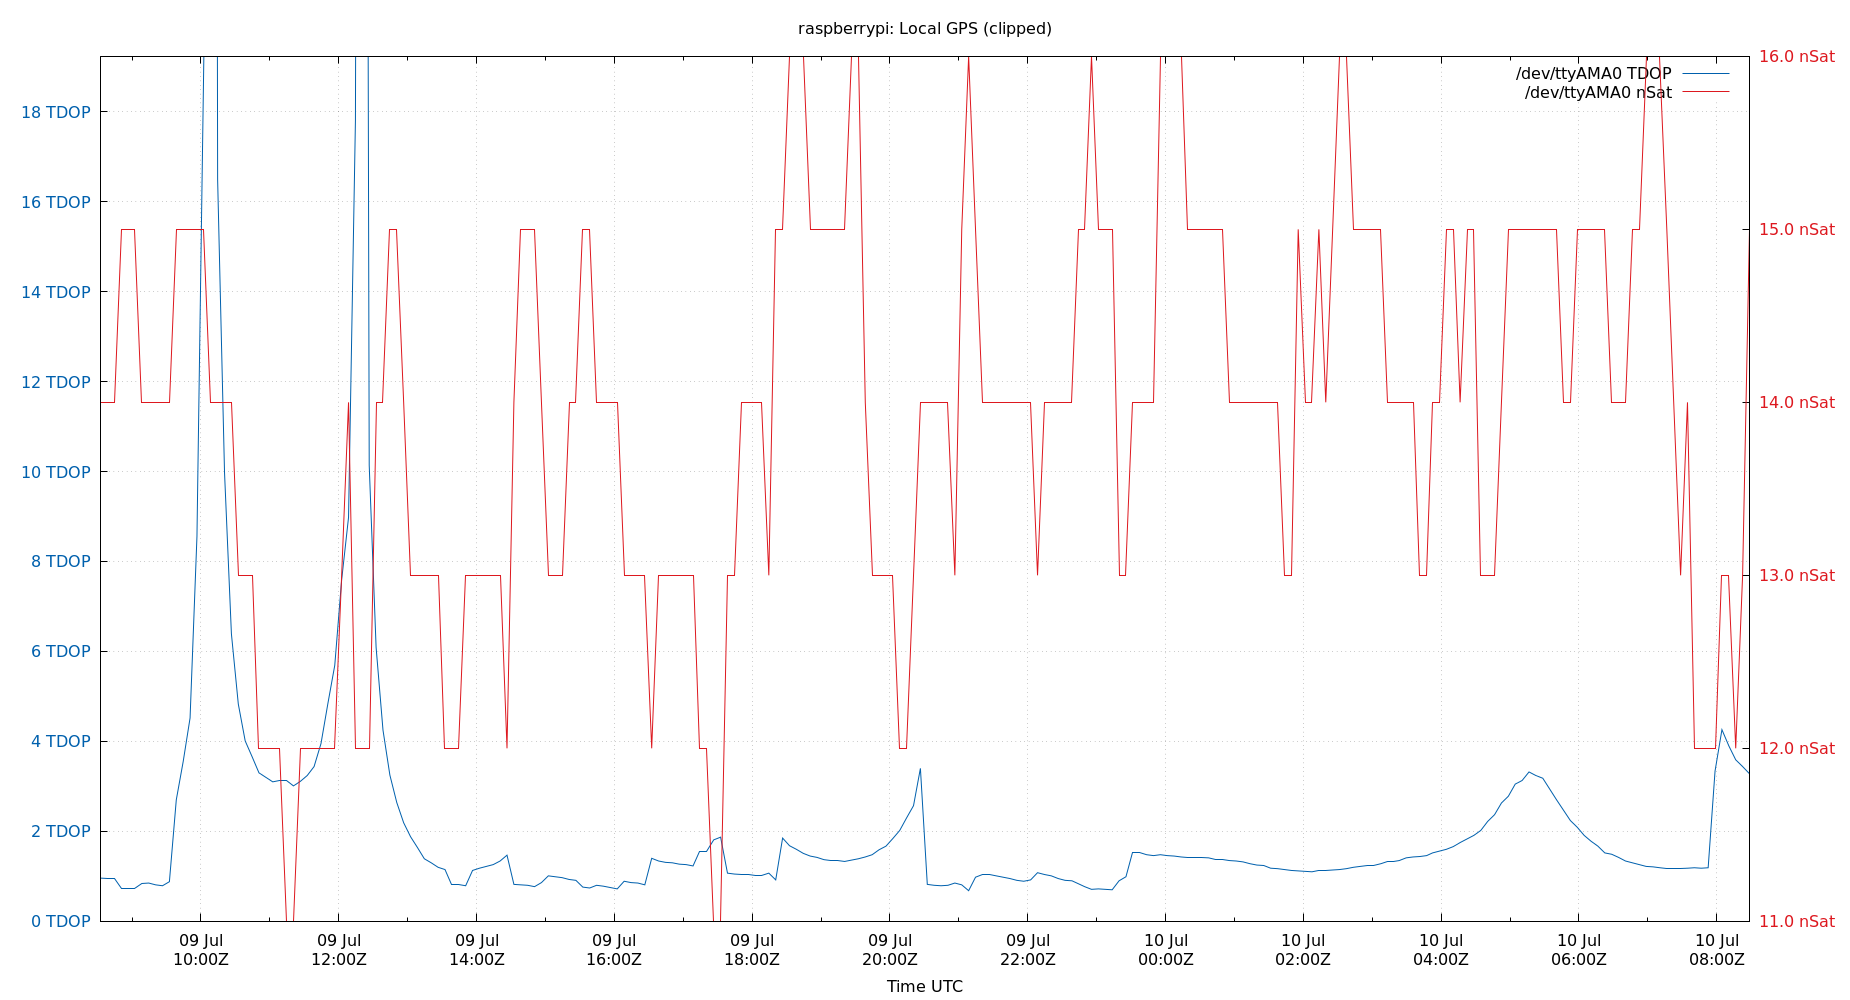 raspberrypi: Local GPS (clipped)
16.0 nSat
/dev/ttyAMA0 TDOP
/dev/ttyAMA0 nSat
18 TDOP
16 TDOP
15.0 nSat
14 TDOP
12 TDOP
14.0 nSat
10 TDOP
8 TDOP
13.0 nSat
6 TDOP
4 TDOP
12.0 nSat
2 TDOP
0 TDOP
11.0 nSat
09 Jul 09 Jul 09 Jul 09 Jul 09 Jul 09 Jul 09 Jul 10 Jul 10 Jul 10 Jul 10 Jul 10 Jul
10:00Z 12:00Z 14:00Z 16:00Z 18:00Z 20:00Z 22:00Z 00:00Z 02:00Z 04:00Z 06:00Z 08:00Z
Time UTC